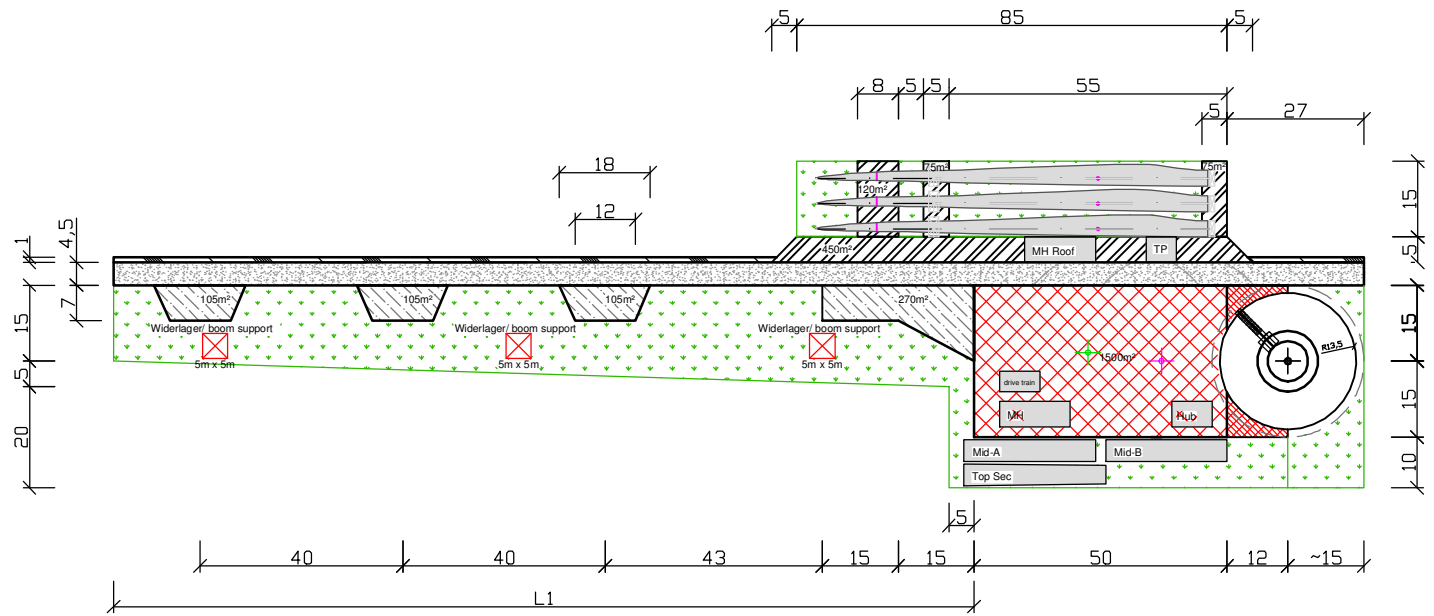 5
85
5
8
5
5
55
5
27
18
12
75m²
75m²
120m²
15
1
4,5
450m²
MH Roof
TP
5
7
105m²
105m²
105m²
270m²
15
15
15
Widerlager/ boom support
Widerlager/ boom support
Widerlager/ boom support
1500m²
R13,5
5m x 5m
5m x 5m
5m x 5m
5
drive train
MH
Hub
15
20
Mid-A
Mid-B
Top Sec
10
5
40
40
43
15
15
50
12
~15
L1